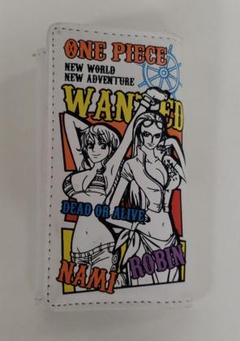 ONE PIECE
NEW WORLD
NEW ADVENTURE
WANTED
DEAD OR ALIVE
NAMI
ROBIN